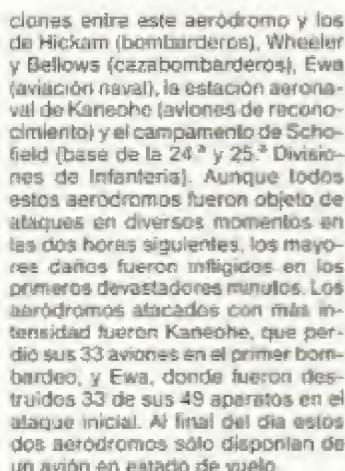 ciones entre este aeródromo y los
de Hickam (bombarderos), Wheeler
y Bellows (cazabombarderos), Ewa
(aviación naval), la estación aerona-
val de Kaneohe (aviones de recono-
cimiento) y el campamento de Scho-
field (base de la 24.ª y 25.ª Divisio-
nes de Infantería). Aunque todos
estos aerodromos fueron objeto de
ataques en diversos momentos en
las dos horas siguientes, los mayo-
res daños fueron infligidos en los
primeros devastadores minutos. Los
aeródromos atacados con más in-
tensidad fueron Kaneohe, que per-
dió sus 33 aviones en el primer bom-
bardeo, y Ewa, donde fueron des-
truidos 33 de sus 49 aparatos en el
ataque inicial. Al final del día estos
dos aeródromos sólo disponían de
un avión en estado de vuelo